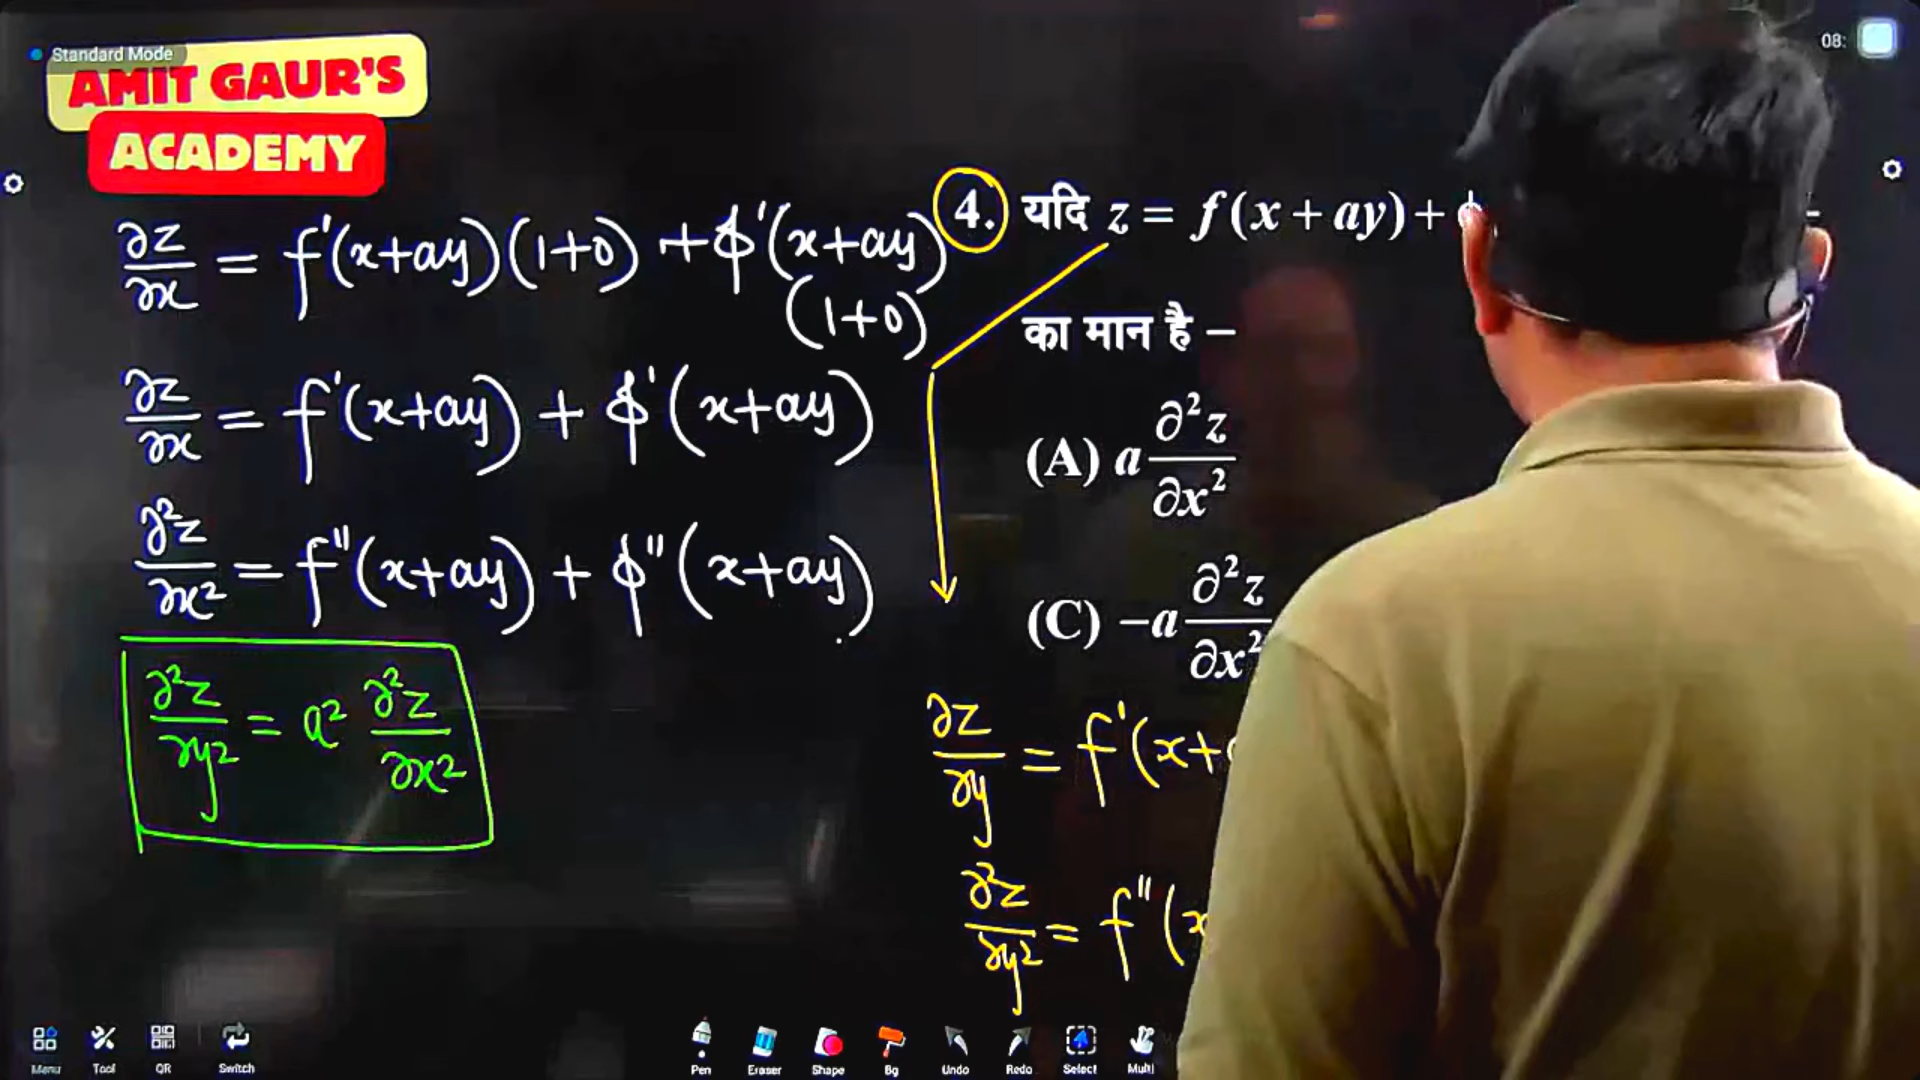 Standard Mode
08:
AMIT GAUR'S
ACADEMY
∂z/∂x = f'(x+ay)(1+0) + ϕ'(x+ay)
(1+0)
∂z/∂x = f'(x+ay) + ϕ'(x+ay)
∂²z/∂x² = f''(x+ay) + ϕ''(x+ay)
∂²z/∂y² = a² ∂²z/∂x²
4. यदि z = f(x + ay) +
का मान है –
(A) a ∂²z/∂x²
(C) –a ∂²z/∂x²
∂z/∂y = f'(x+
∂²z/∂y² = f''(x
Menu Tool QR Switch Pen Eraser Shape Bg Undo Redo Select Multi